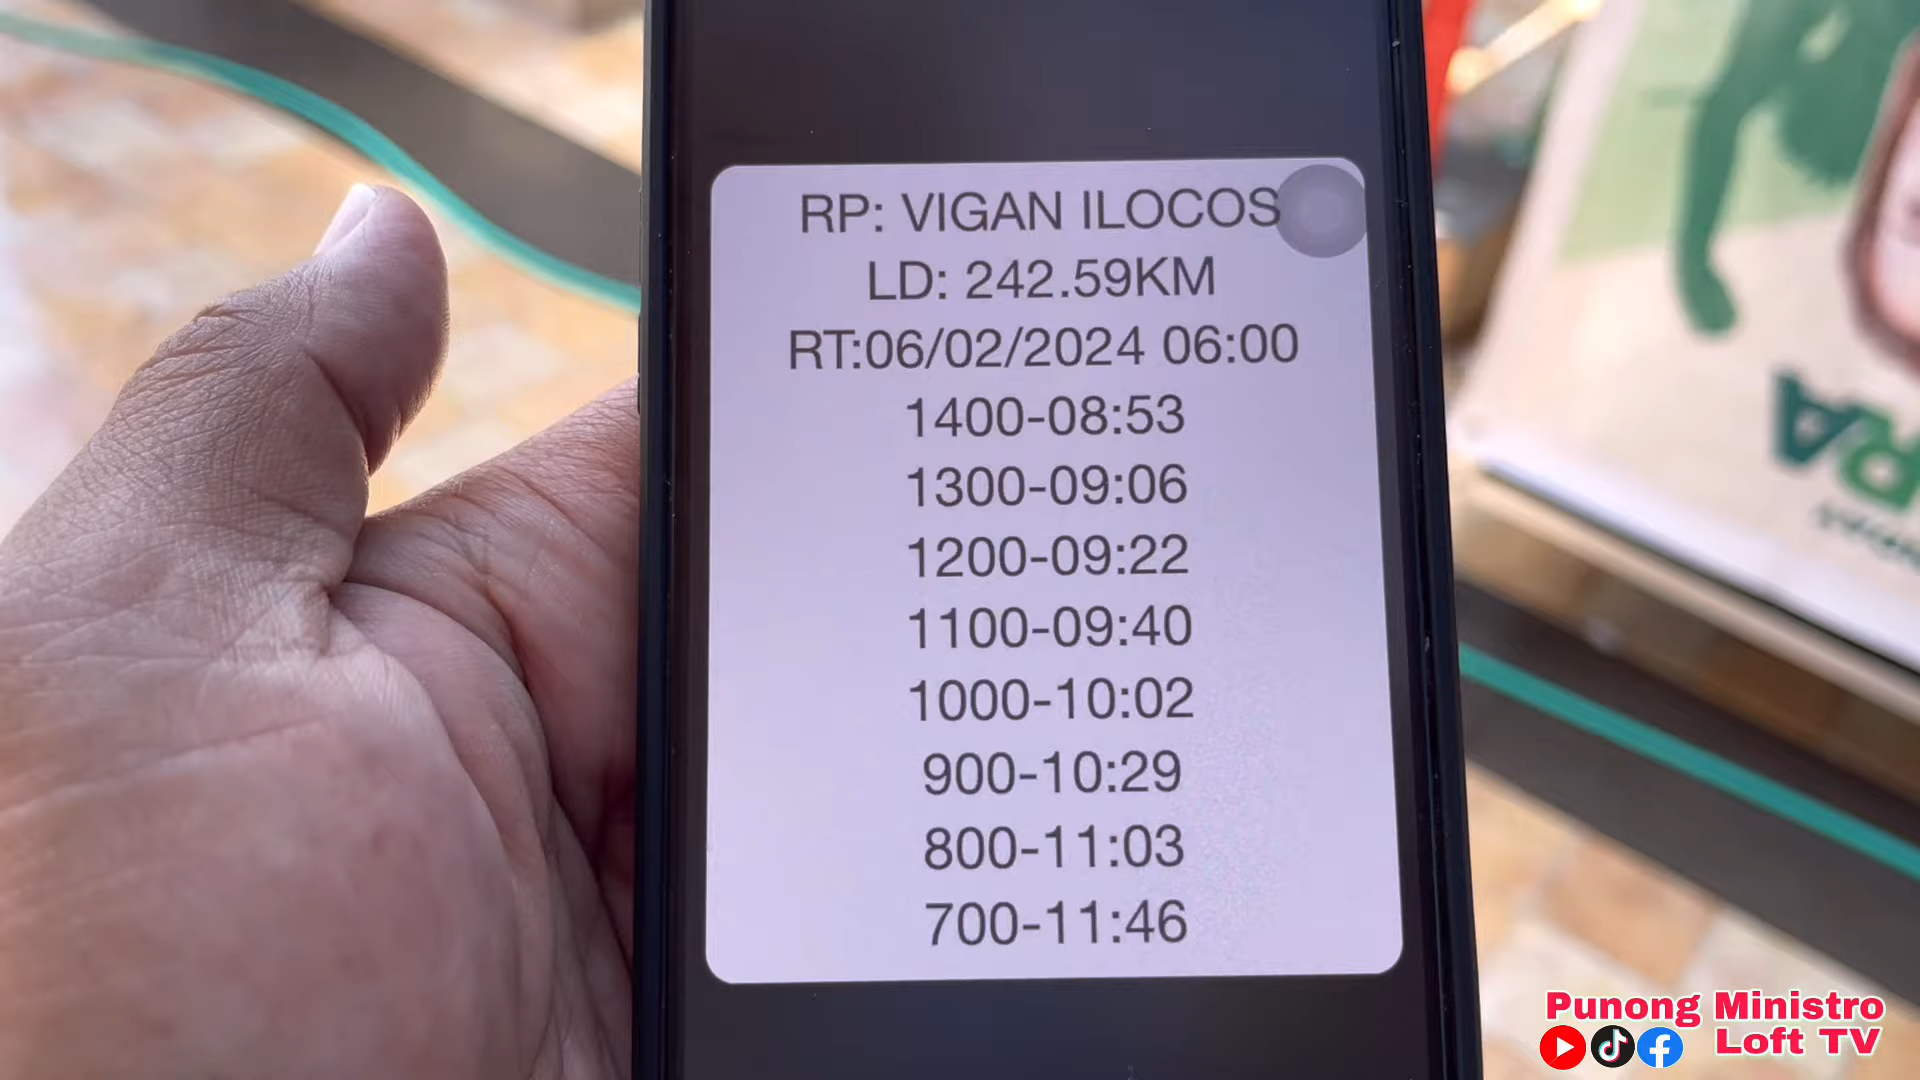 RP: VIGAN ILOCOS
LD: 242.59KM
RT:06/02/2024 06:00
1400-08:53
1300-09:06
1200-09:22
1100-09:40
1000-10:02
900-10:29
800-11:03
700-11:46
RA
Punong Ministro
Loft TV